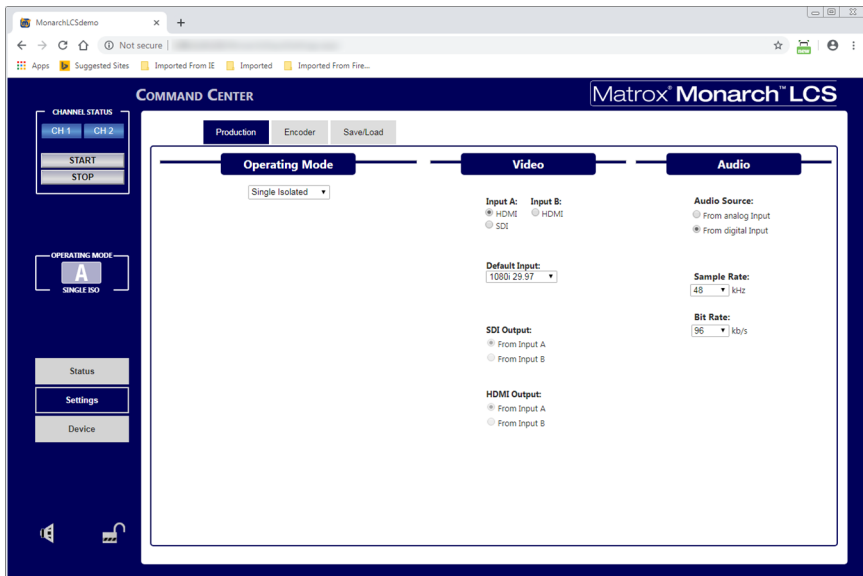 MonarchLCSdemo
Not secure
Apps
Suggested Sites
Imported From IE
Imported
Imported From Fire...
new
COMMAND CENTER
Matrox® Monarch™ LCS
CHANNEL STATUS
CH 1
CH 2
START
STOP
Production
Encoder
Save/Load
Operating Mode
Video
Audio
Single Isolated
Input A:
Input B:
HDMI
HDMI
SDI
Audio Source:
From analog Input
From digital Input
OPERATING MODE
A
SINGLE ISO
Default Input:
1080i 29.97
Sample Rate:
48
kHz
Bit Rate:
96
kb/s
SDI Output:
From Input A
From Input B
Status
Settings
Device
HDMI Output:
From Input A
From Input B